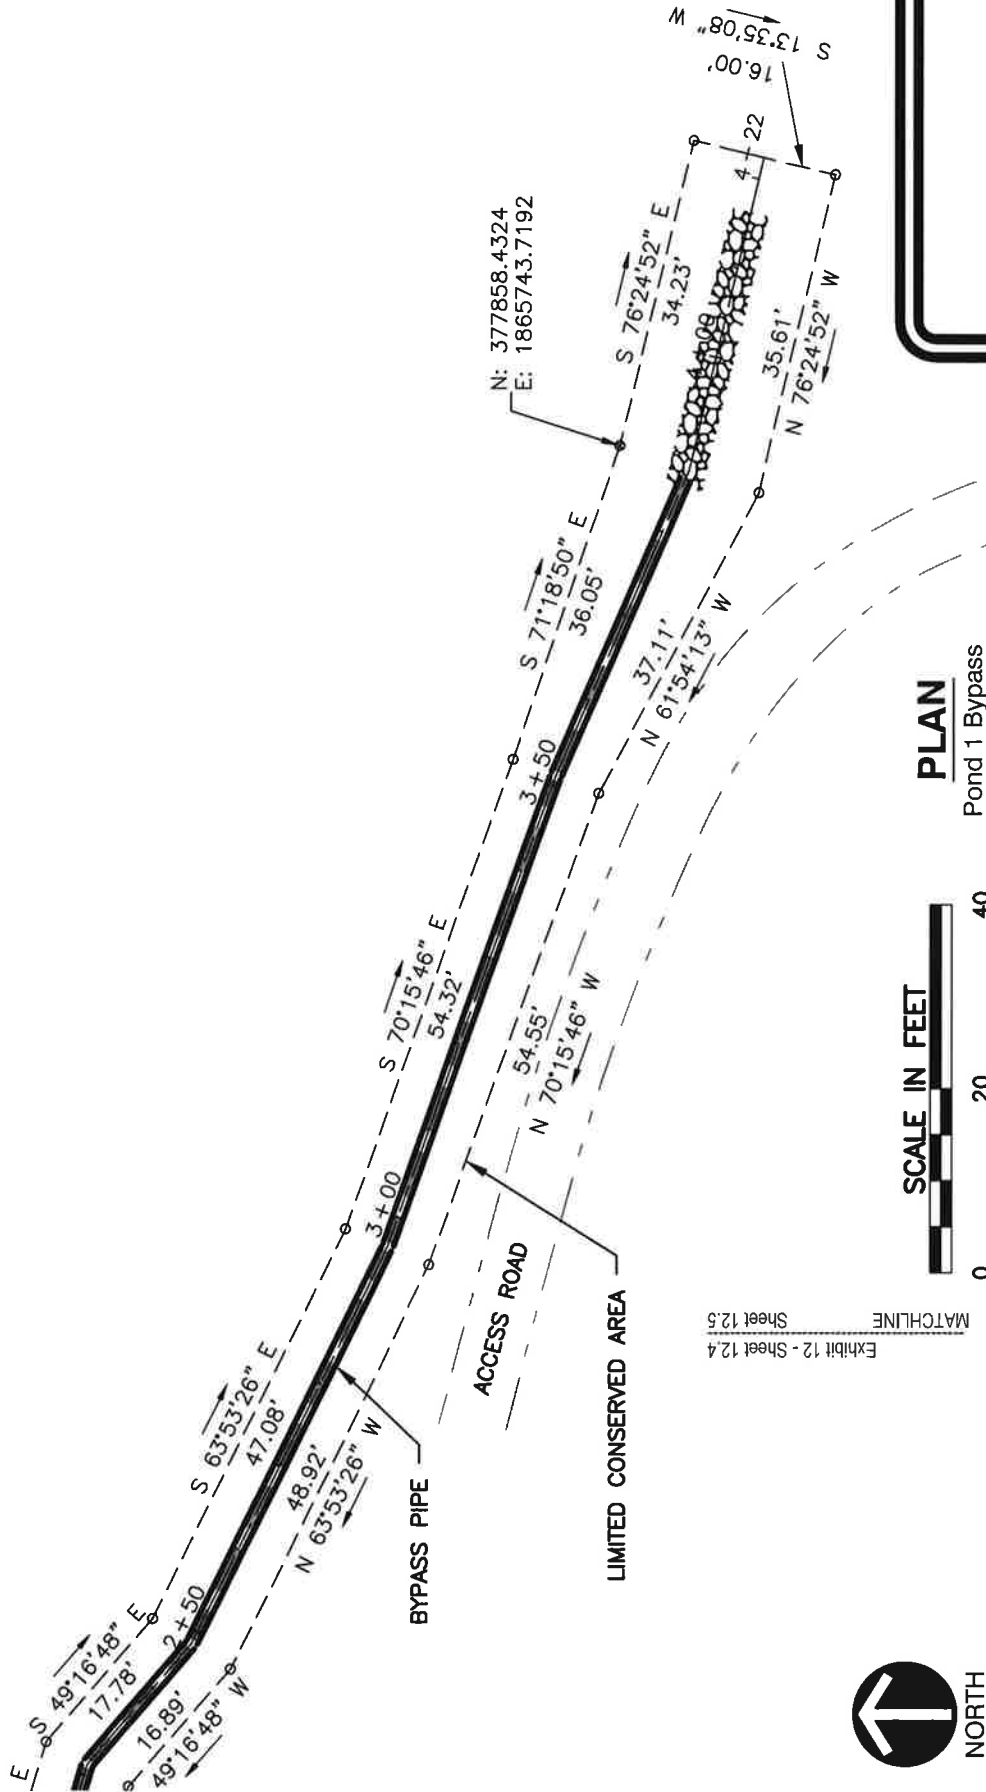 E
S 49°16'48" E
17.78'
16.89'
49°16'48" W
2+50
S 63°53'26" E
47.08'
48.92'
N 63°53'26" W
3+00
S 70°15'46" E
54.32'
54.55'
N 70°15'46" W
3+50
S 71°18'50" E
36.05'
37.11'
N 61°54'13" W
N: 377858.4324
E: 1865743.7192
S 76°24'52" E
34.23'
4+00
35.61'
N 76°24'52" W
4+22
16.00'
S 13°35'08" W
BYPASS PIPE
ACCESS ROAD
LIMITED CONSERVED AREA
Exhibit 12 - Sheet 12.4
MATCHLINE Sheet 12.5
NORTH
SCALE IN FEET
0 20 40
PLAN
Pond 1 Bypass